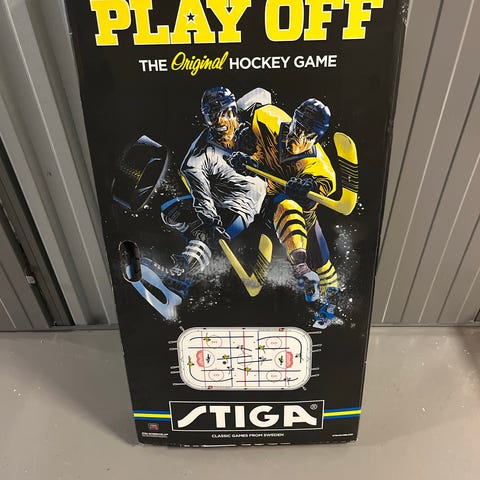 PLAY OFF
THE Original HOCKEY GAME
STIGA®
CLASSIC GAMES FROM SWEDEN